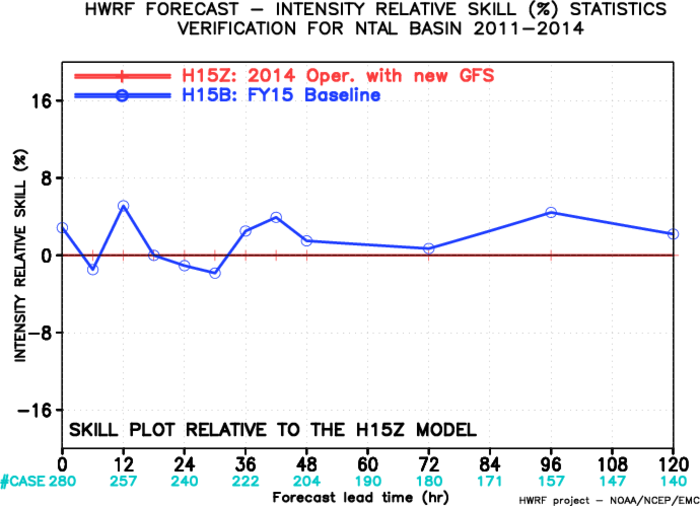 HWRF FORECAST – INTENSITY RELATIVE SKILL (%) STATISTICS
VERIFICATION FOR NTAL BASIN 2011–2014
H15Z: 2014 Oper. with new GFS
H15B: FY15 Baseline
INTENSITY RELATIVE SKILL (%)
16
8
0
–8
–16
SKILL PLOT RELATIVE TO THE H15Z MODEL
0 12 24 36 48 60 72 84 96 108 120
#CASE 280 257 240 222 204 190 180 171 157 147 140
Forecast lead time (hr)
HWRF project – NOAA/NCEP/EMC